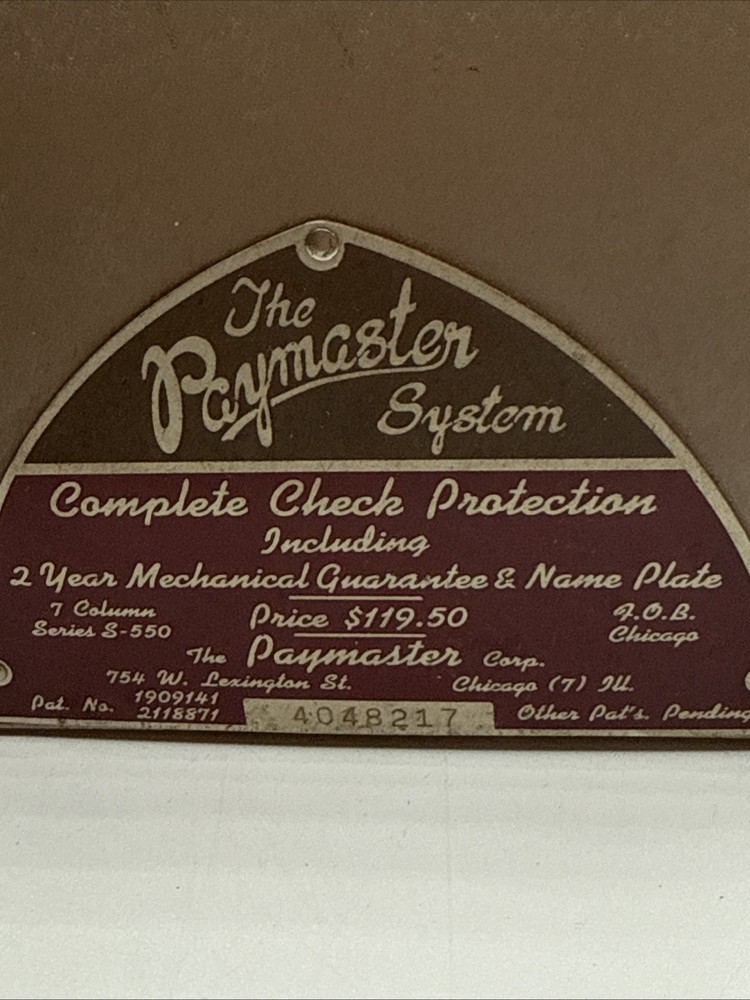 The
Paymaster
System
Complete Check Protection
Including
2 Year Mechanical Guarantee & Name Plate
7 Column
Series S-550
Price $119.50
F.O.B.
Chicago
The Paymaster Corp.
754 W. Lexington St. Chicago (7) Ill.
Pat. No. 1909141
2118871
4048217
Other Pat's. Pending